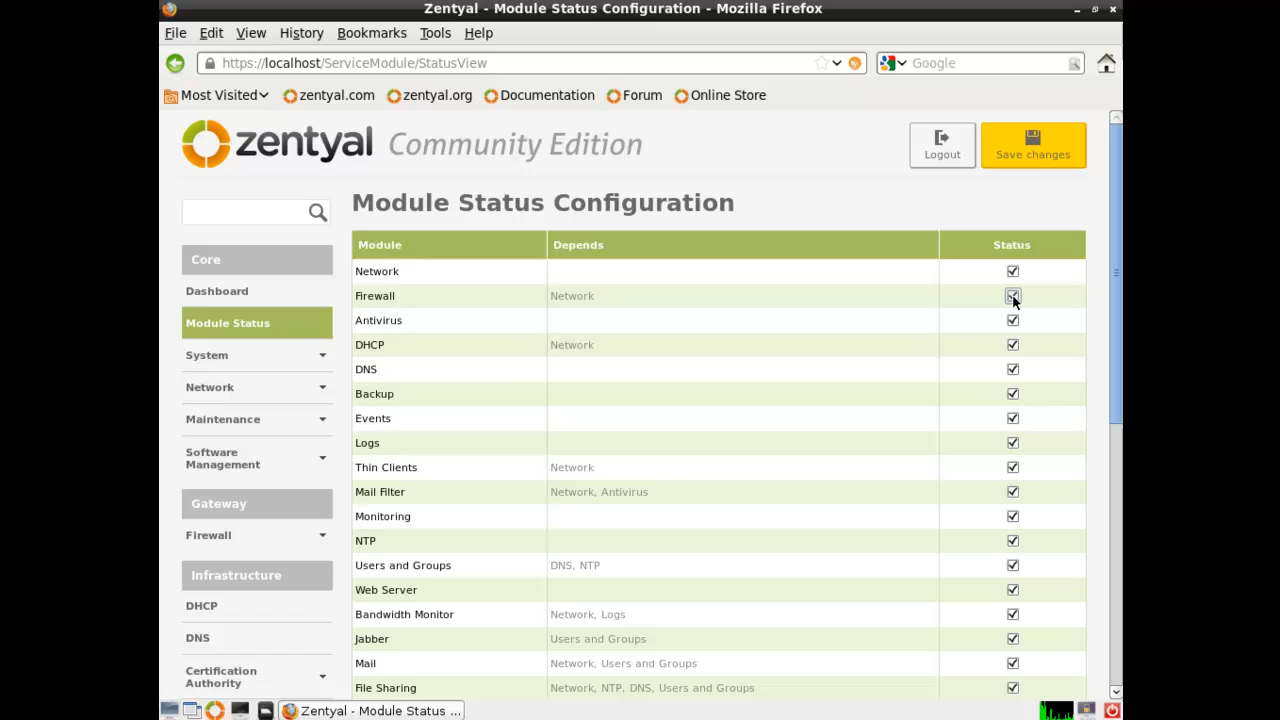 Zentyal - Module Status Configuration - Mozilla Firefox
File Edit View History Bookmarks Tools Help
https://localhost/ServiceModule/StatusView
Google
Most Visited zentyal.com zentyal.org Documentation Forum Online Store
zentyal Community Edition
Logout
Save changes
Module Status Configuration
Core
Dashboard
Module Status
System
Network
Maintenance
Software
Management
Gateway
Firewall
Infrastructure
DHCP
DNS
Certification
Authority
Module Depends Status
Network
Firewall Network
Antivirus
DHCP Network
DNS
Backup
Events
Logs
Thin Clients Network
Mail Filter Network, Antivirus
Monitoring
NTP
Users and Groups DNS, NTP
Web Server
Bandwidth Monitor Network, Logs
Jabber Users and Groups
Mail Network, Users and Groups
File Sharing Network, NTP, DNS, Users and Groups
Zentyal - Module Status ...